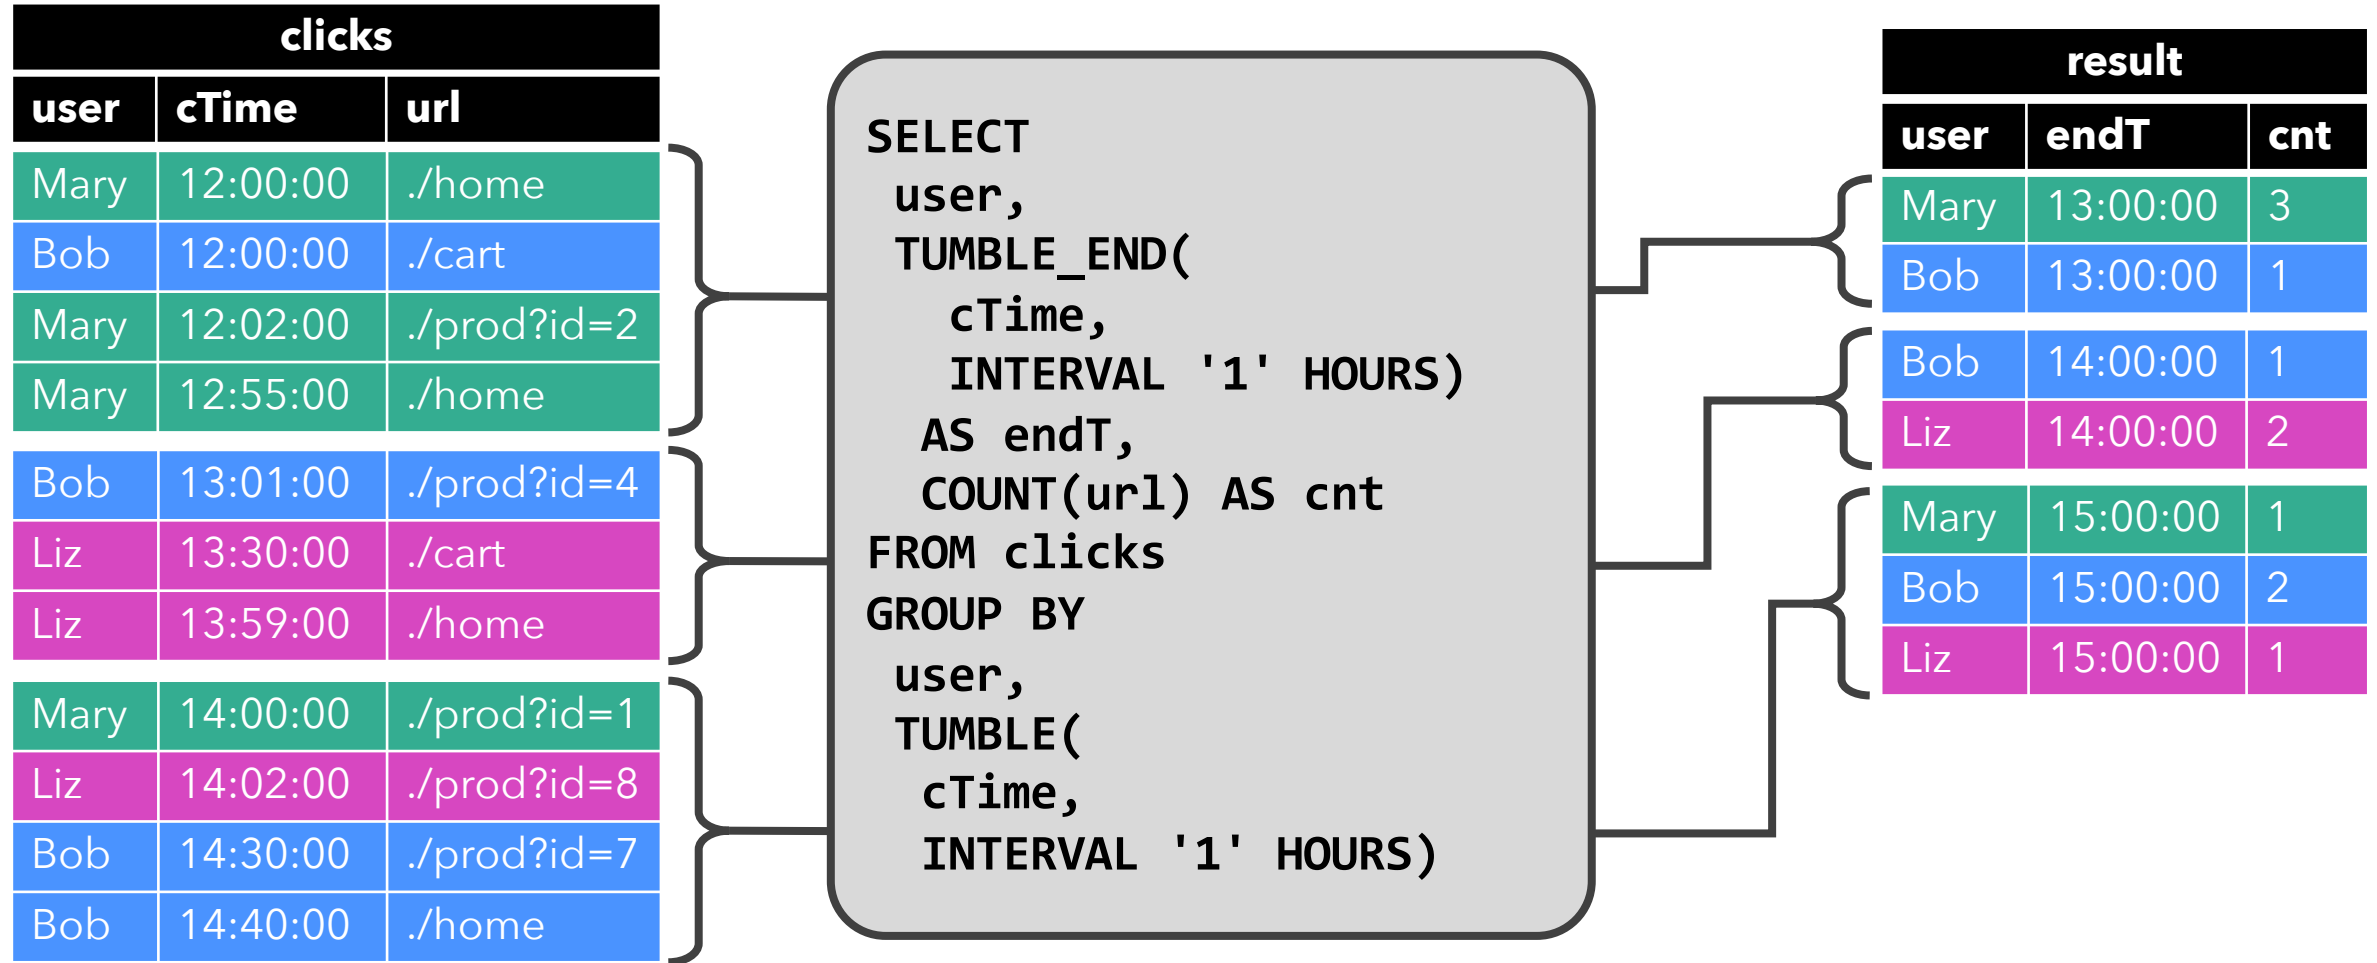 clicks
user cTime url
Mary 12:00:00 ./home
Bob 12:00:00 ./cart
Mary 12:02:00 ./prod?id=2
Mary 12:55:00 ./home
Bob 13:01:00 ./prod?id=4
Liz 13:30:00 ./cart
Liz 13:59:00 ./home
Mary 14:00:00 ./prod?id=1
Liz 14:02:00 ./prod?id=8
Bob 14:30:00 ./prod?id=7
Bob 14:40:00 ./home
SELECT
user,
TUMBLE_END(
cTime,
INTERVAL '1' HOURS)
AS endT,
COUNT(url) AS cnt
FROM clicks
GROUP BY
user,
TUMBLE(
cTime,
INTERVAL '1' HOURS)
result
user endT cnt
Mary 13:00:00 3
Bob 13:00:00 1
Bob 14:00:00 1
Liz 14:00:00 2
Mary 15:00:00 1
Bob 15:00:00 2
Liz 15:00:00 1